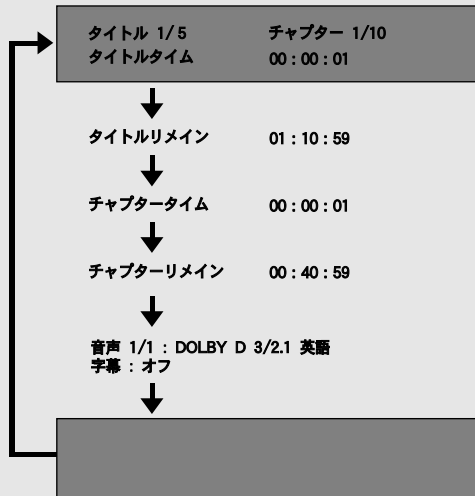 タイトル 1/5 チャプター 1/10
タイトルタイム 00:00:01
タイトルリメイン 01:10:59
チャプタータイム 00:00:01
チャプターリメイン 00:40:59
音声 1/1 : DOLBY D 3/2.1 英語
字幕 : オフ